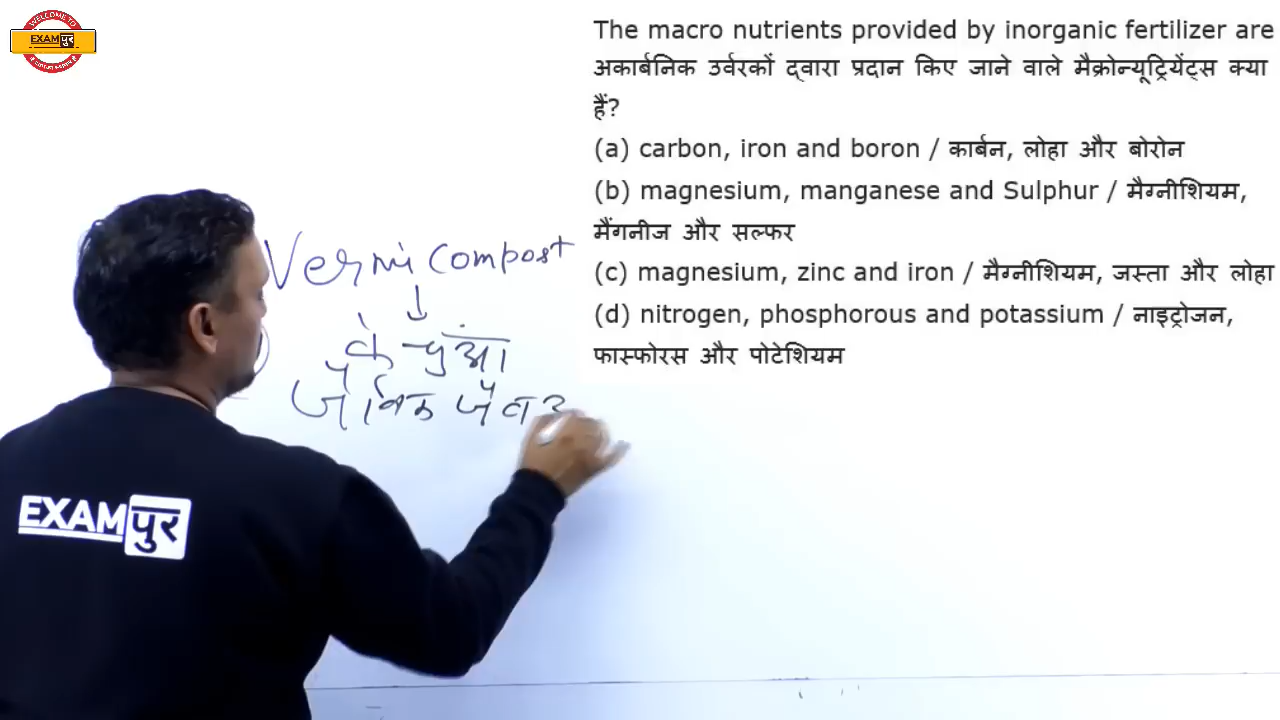 WELCOME TO
EXAMपुर
The macro nutrients provided by inorganic fertilizer are
अकार्बनिक उर्वरकों द्वारा प्रदान किए जाने वाले मैक्रोन्यूट्रियेंट्स क्या
हैं?
(a) carbon, iron and boron / कार्बन, लोहा और बोरोन
(b) magnesium, manganese and Sulphur / मैग्नीशियम,
मैंगनीज और सल्फर
(c) magnesium, zinc and iron / मैग्नीशियम, जस्ता और लोहा
(d) nitrogen, phosphorous and potassium / नाइट्रोजन,
फास्फोरस और पोटेशियम
Vermi compost
जैविक
EXAMपुर